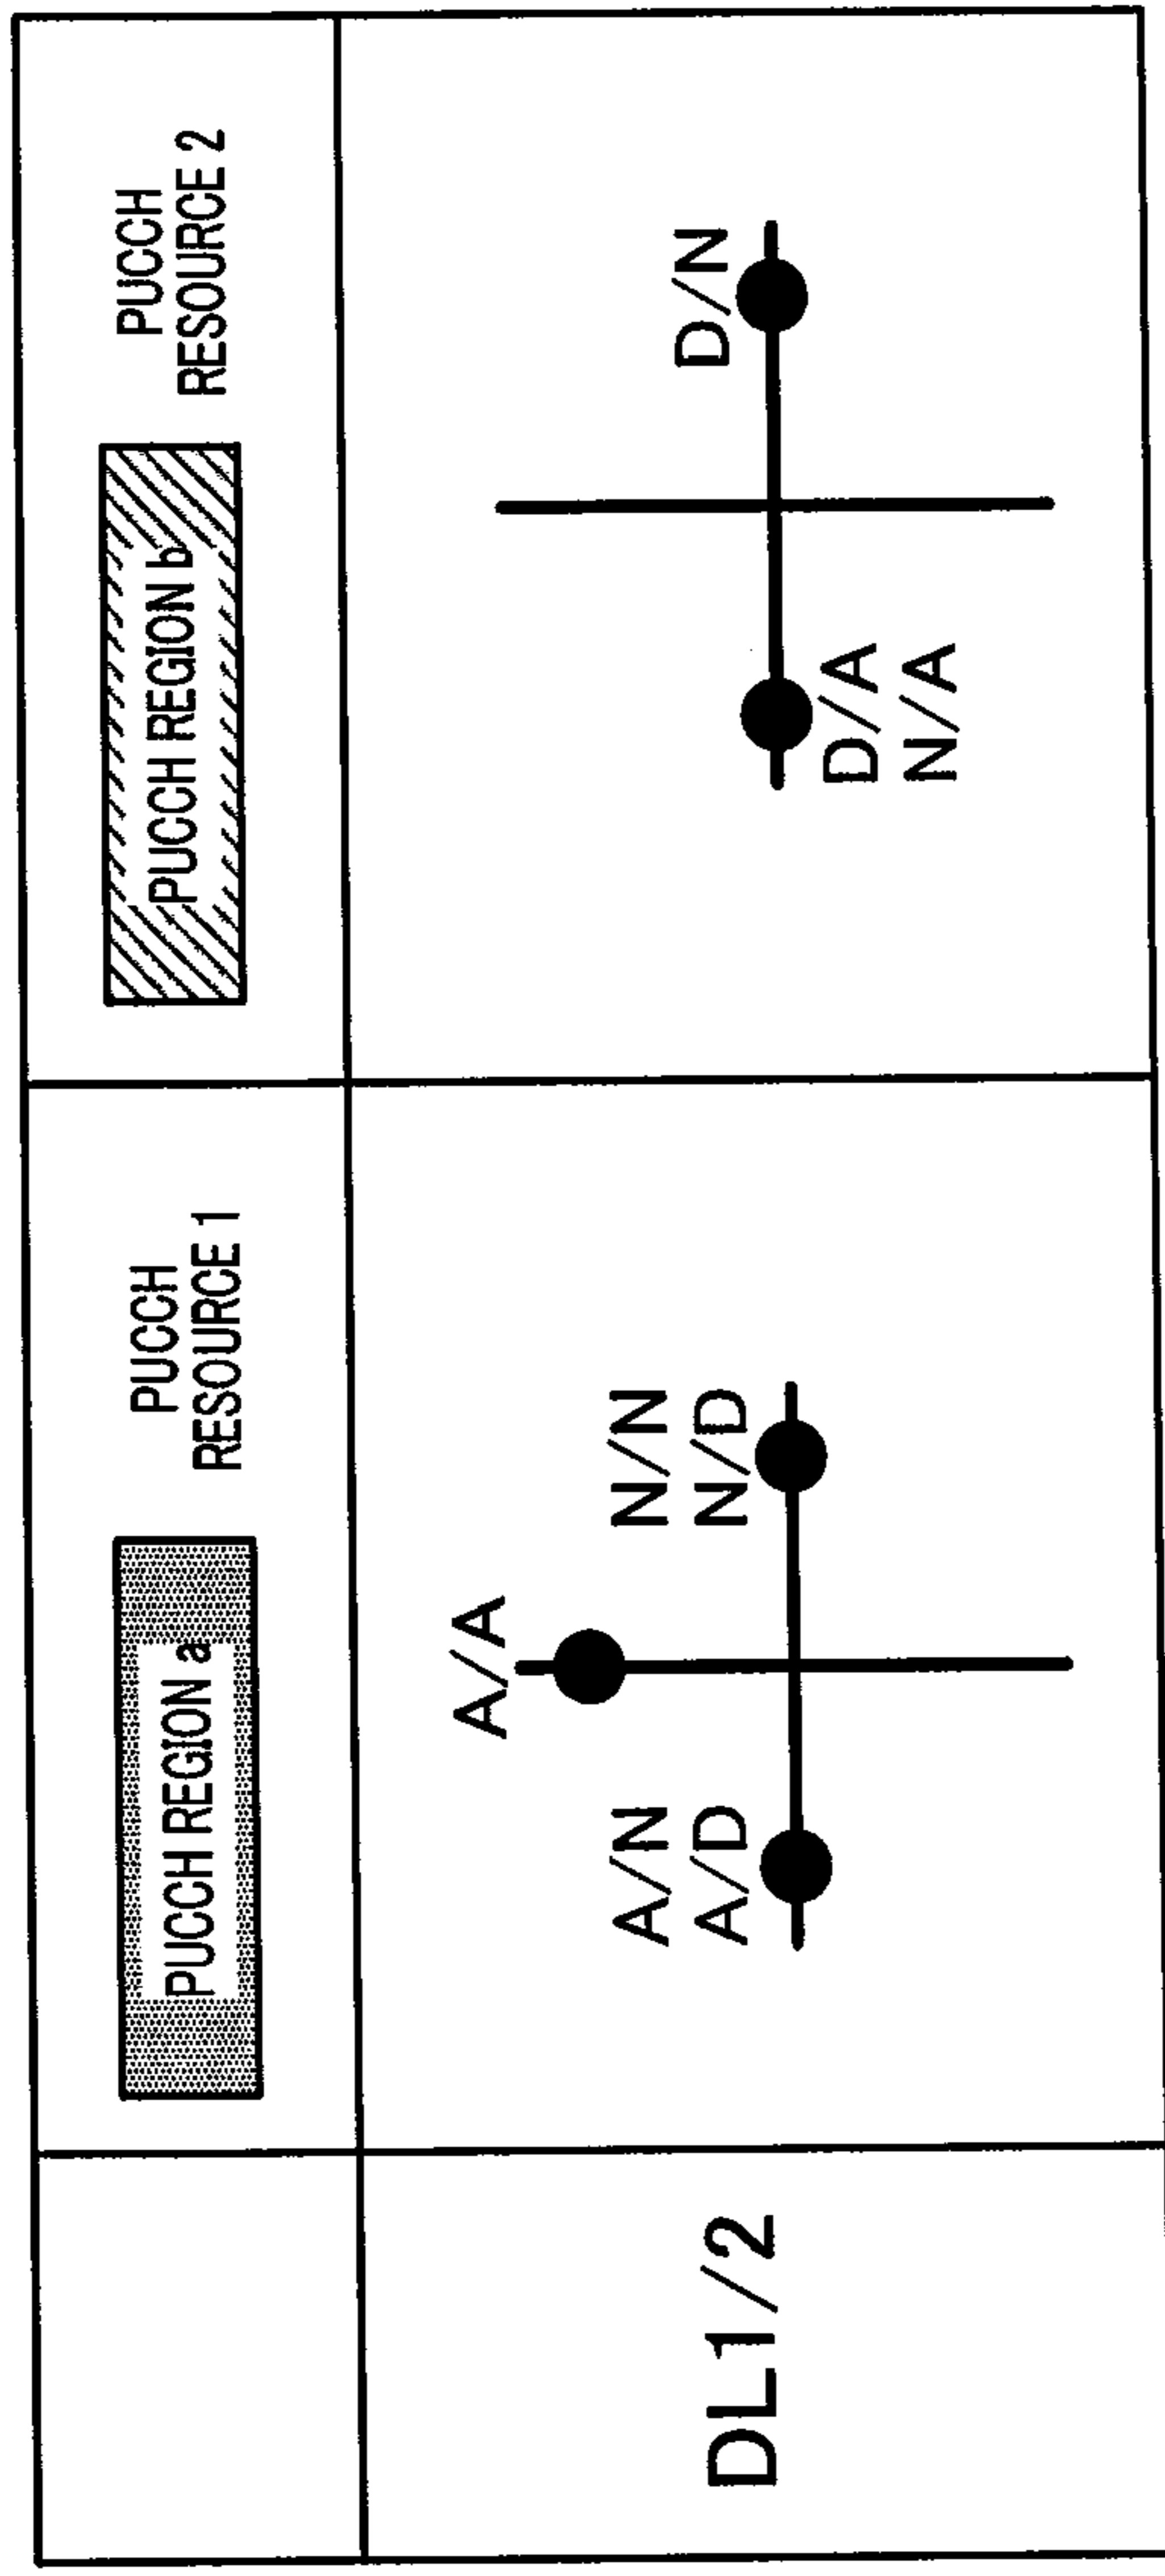 PUCCH REGION a
PUCCH
RESOURCE 1
PUCCH REGION b
PUCCH
RESOURCE 2
DL1/2
A/A
A/N
A/D
N/N
N/D
D/N
D/A
N/A